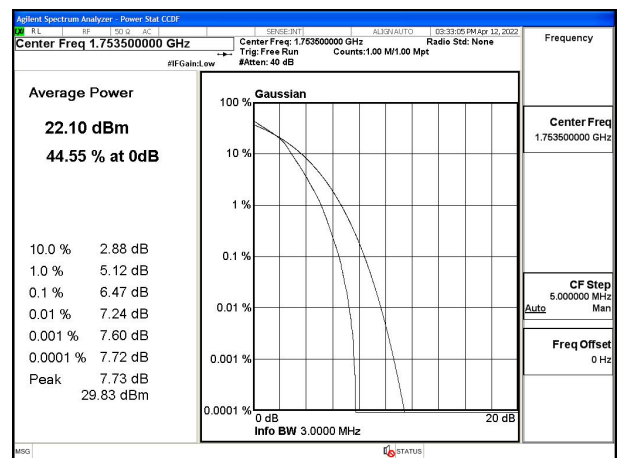 Agilent Spectrum Analyzer - Power Stat CCDF
RL RF 50 Ω AC SENSE:INT ALIGN AUTO 03:33:05 PM Apr 12, 2022
Center Freq 1.753500000 GHz
Center Freq: 1.753500000 GHz Radio Std: None
Trig: Free Run Counts:1.00 M/1.00 Mpt
#IFGain:Low #Atten: 40 dB
Average Power
22.10 dBm
44.55 % at 0dB
10.0 % 2.88 dB
1.0 % 5.12 dB
0.1 % 6.47 dB
0.01 % 7.24 dB
0.001 % 7.60 dB
0.0001 % 7.72 dB
Peak 7.73 dB
29.83 dBm
Gaussian
100 %
10 %
1 %
0.1 %
0.01 %
0.001 %
0.0001 %
0 dB 20 dB
Info BW 3.0000 MHz
Frequency
Center Freq
1.753500000 GHz
CF Step
5.000000 MHz
Auto Man
Freq Offset
0 Hz
MSG STATUS